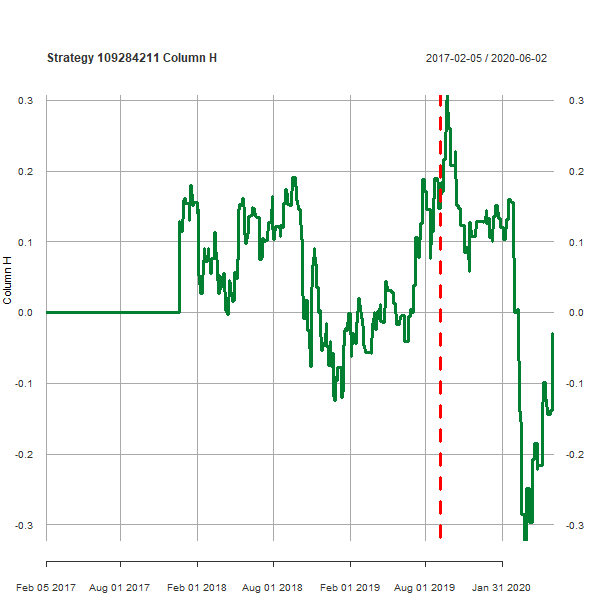 Strategy 109284211 Column H
2017-02-05 / 2020-06-02
0.3
0.3
0.2
0.2
0.1
0.1
Column H
0.0
0.0
-0.1
-0.1
-0.2
-0.2
-0.3
-0.3
Feb 05 2017
Aug 01 2017
Feb 01 2018
Aug 01 2018
Feb 01 2019
Aug 01 2019
Jan 31 2020